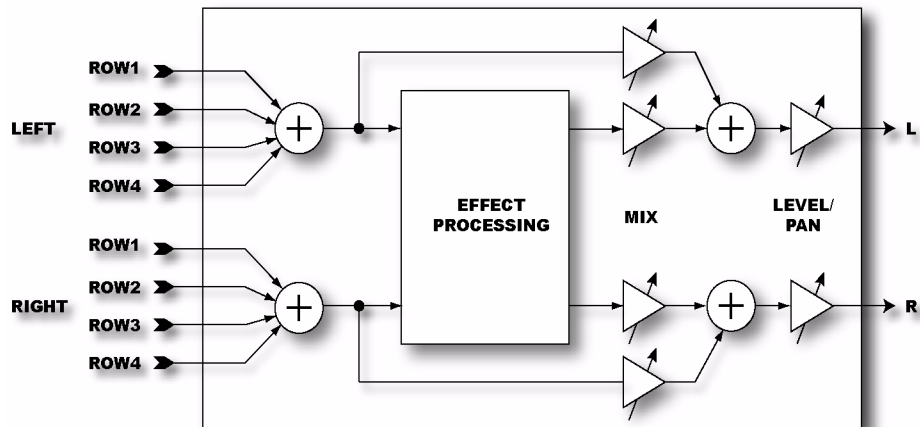 ROW1
ROW2
LEFT
ROW3
ROW4
EFFECT
PROCESSING
MIX
LEVEL/
PAN
L
ROW1
ROW2
RIGHT
ROW3
ROW4
R